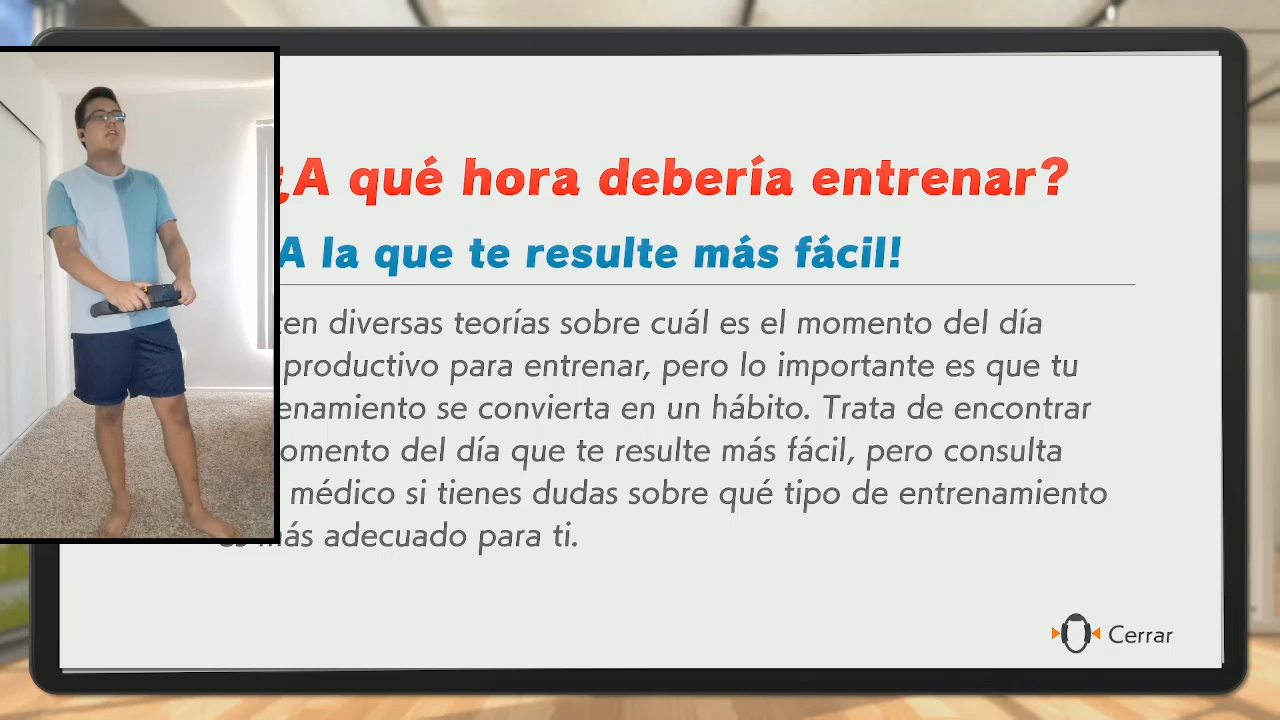 ¿A qué hora debería entrenar?
A la que te resulte más fácil!
diversas teorías sobre cuál es el momento del día
productivo para entrenar, pero lo importante es que tu
se convierta en un hábito. Trata de encontrar
del día que te resulte más fácil, pero consulta
médico si tienes dudas sobre qué tipo de entrenamiento
es más adecuado para ti.
Cerrar